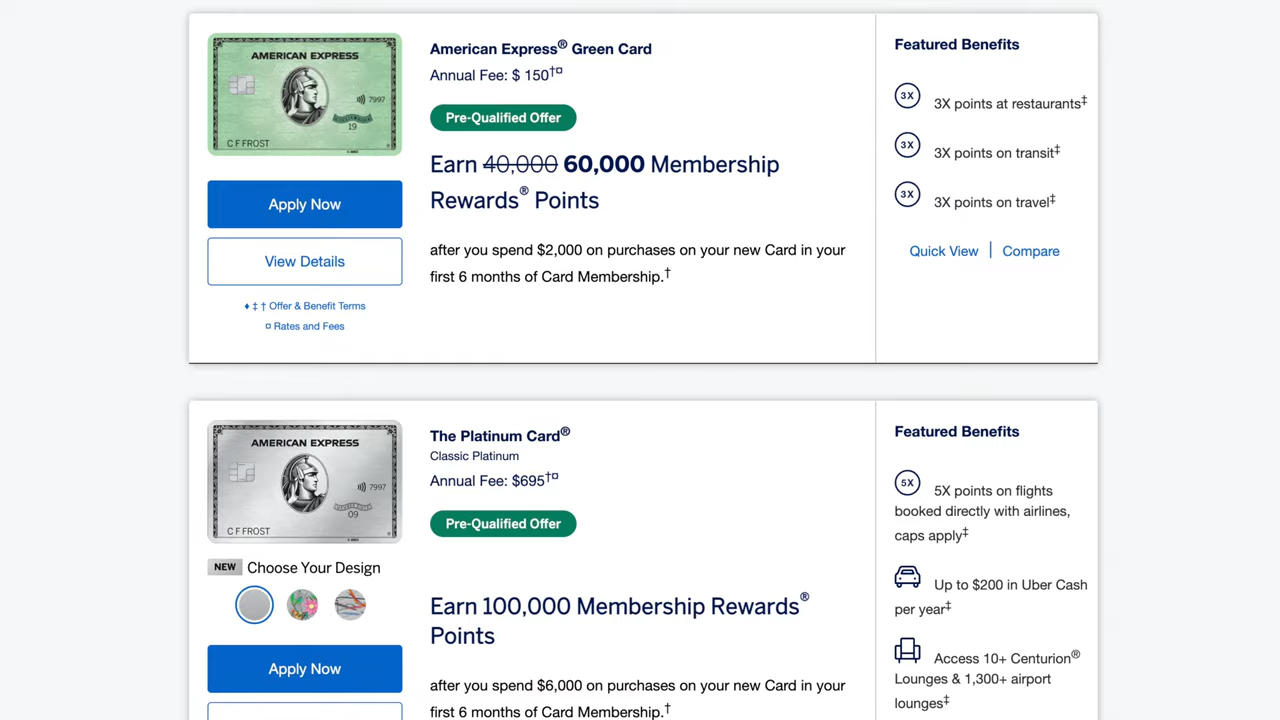 AMERICAN EXPRESS
7997
19
C F FROST
Apply Now
View Details
♦ ‡ † Offer & Benefit Terms
¤ Rates and Fees
American Express® Green Card
Annual Fee: $ 150†¤
Pre-Qualified Offer
Earn 40,000 60,000 Membership
Rewards® Points
after you spend $2,000 on purchases on your new Card in your
first 6 months of Card Membership.†
Featured Benefits
3X
3X points at restaurants‡
3X
3X points on transit‡
3X
3X points on travel‡
Quick View | Compare
AMERICAN EXPRESS
7997
09
C F FROST
NEW Choose Your Design
Apply Now
The Platinum Card®
Classic Platinum
Annual Fee: $695†¤
Pre-Qualified Offer
Earn 100,000 Membership Rewards®
Points
after you spend $6,000 on purchases on your new Card in your
first 6 months of Card Membership.†
Featured Benefits
5X
5X points on flights
booked directly with airlines,
caps apply‡
Up to $200 in Uber Cash
per year‡
Access 10+ Centurion®
Lounges & 1,300+ airport
lounges‡